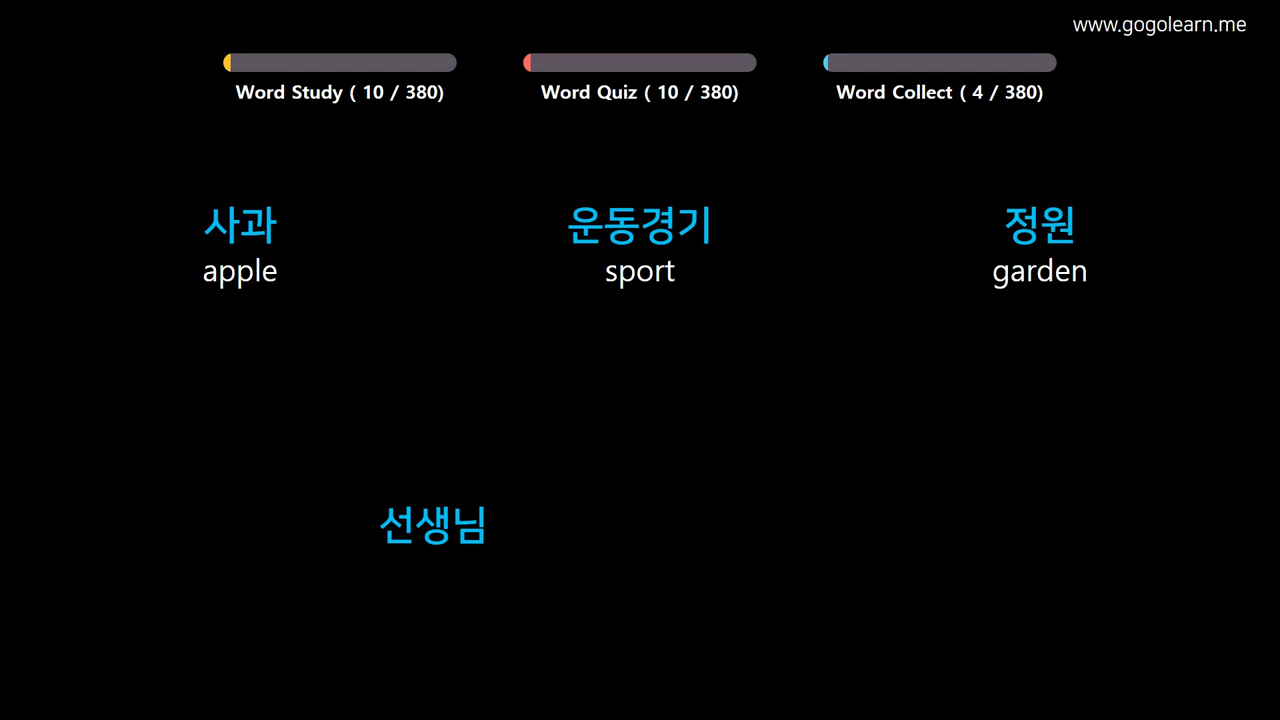 www.gogolearn.me
Word Study ( 10 / 380)
Word Quiz ( 10 / 380)
Word Collect ( 4 / 380)
사과
apple
운동경기
sport
정원
garden
선생님